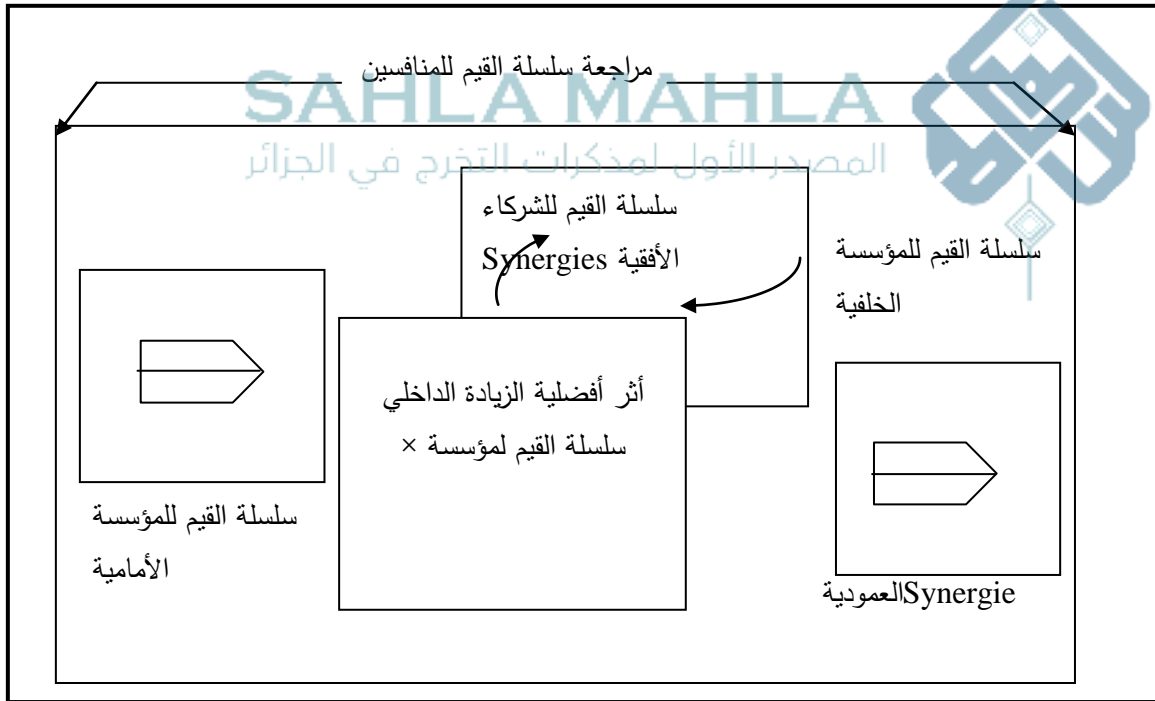 مراجعة سلسلة القيم للمنافسين
SAHLA MAHLA
المصدر الأول لمذكرات التخرج في الجزائر
سلسلة القيم للشركاء
الأفقية Synergies
سلسلة القيم للمؤسسة
الخلفية
أثر أفضلية الزيادة الداخلي
سلسلة القيم لمؤسسة ×
سلسلة القيم للمؤسسة
الأمامية
Synergieالعمودية